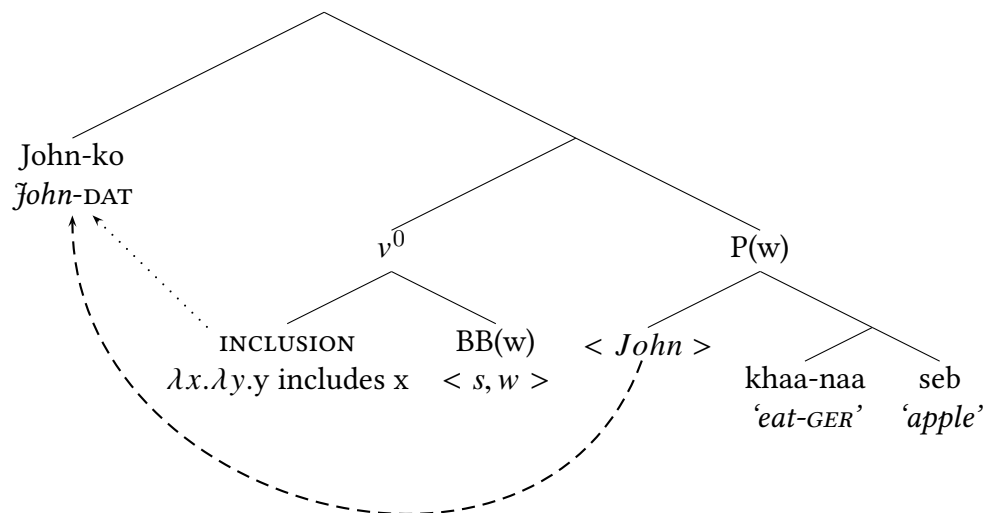 John-ko
John-DAT
v⁰ P(w)
INCLUSION BB(w) < John >
λx.λy.y includes x < s, w > khaa-naa seb
‘eat-GER’ ‘apple’